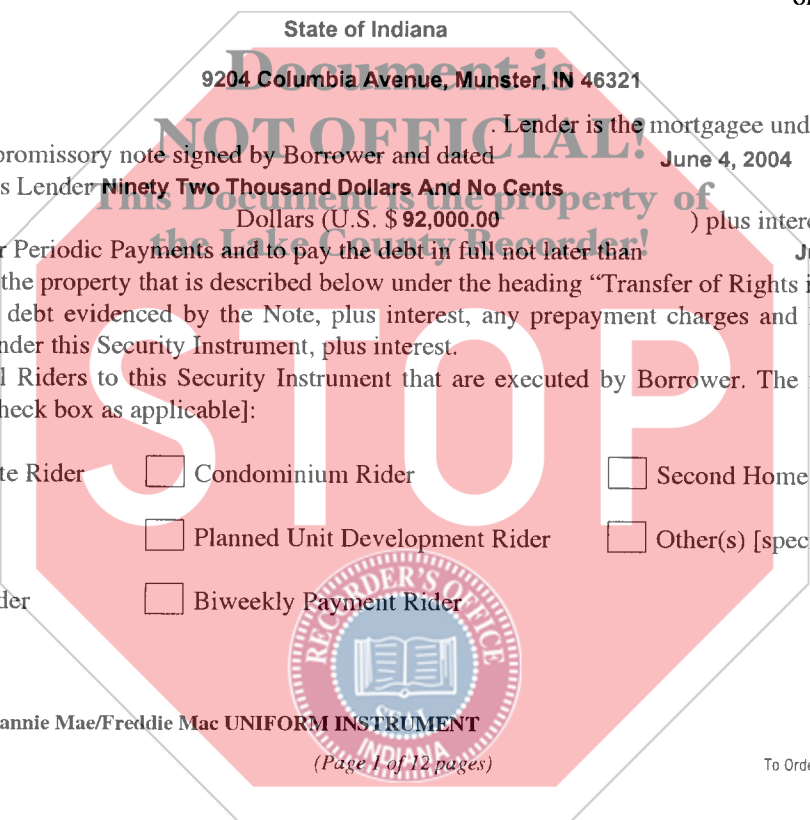 State of Indiana
Document is
9204 Columbia Avenue, Munster, IN 46321
NOT OFFICIAL!
. Lender is the mortgagee und
promissory note signed by Borrower and dated June 4, 2004
s Lender Ninety Two Thousand Dollars And No Cents
This Document is the property of
Dollars (U.S. $ 92,000.00 ) plus inter
the Lake County Recorder!
r Periodic Payments and to pay the debt in full not later than
the property that is described below under the heading “Transfer of Rights i
debt evidenced by the Note, plus interest, any prepayment charges and
nder this Security Instrument, plus interest.
l Riders to this Security Instrument that are executed by Borrower. The
heck box as applicable]:
STOP
te Rider Condominium Rider Second Home
Planned Unit Development Rider Other(s) [spec
der Biweekly Payment Rider
RECORDER'S OFFICE
SEAL
INDIANA
annie Mae/Freddie Mac UNIFORM INSTRUMENT
(Page 1 of 12 pages)
To Orde